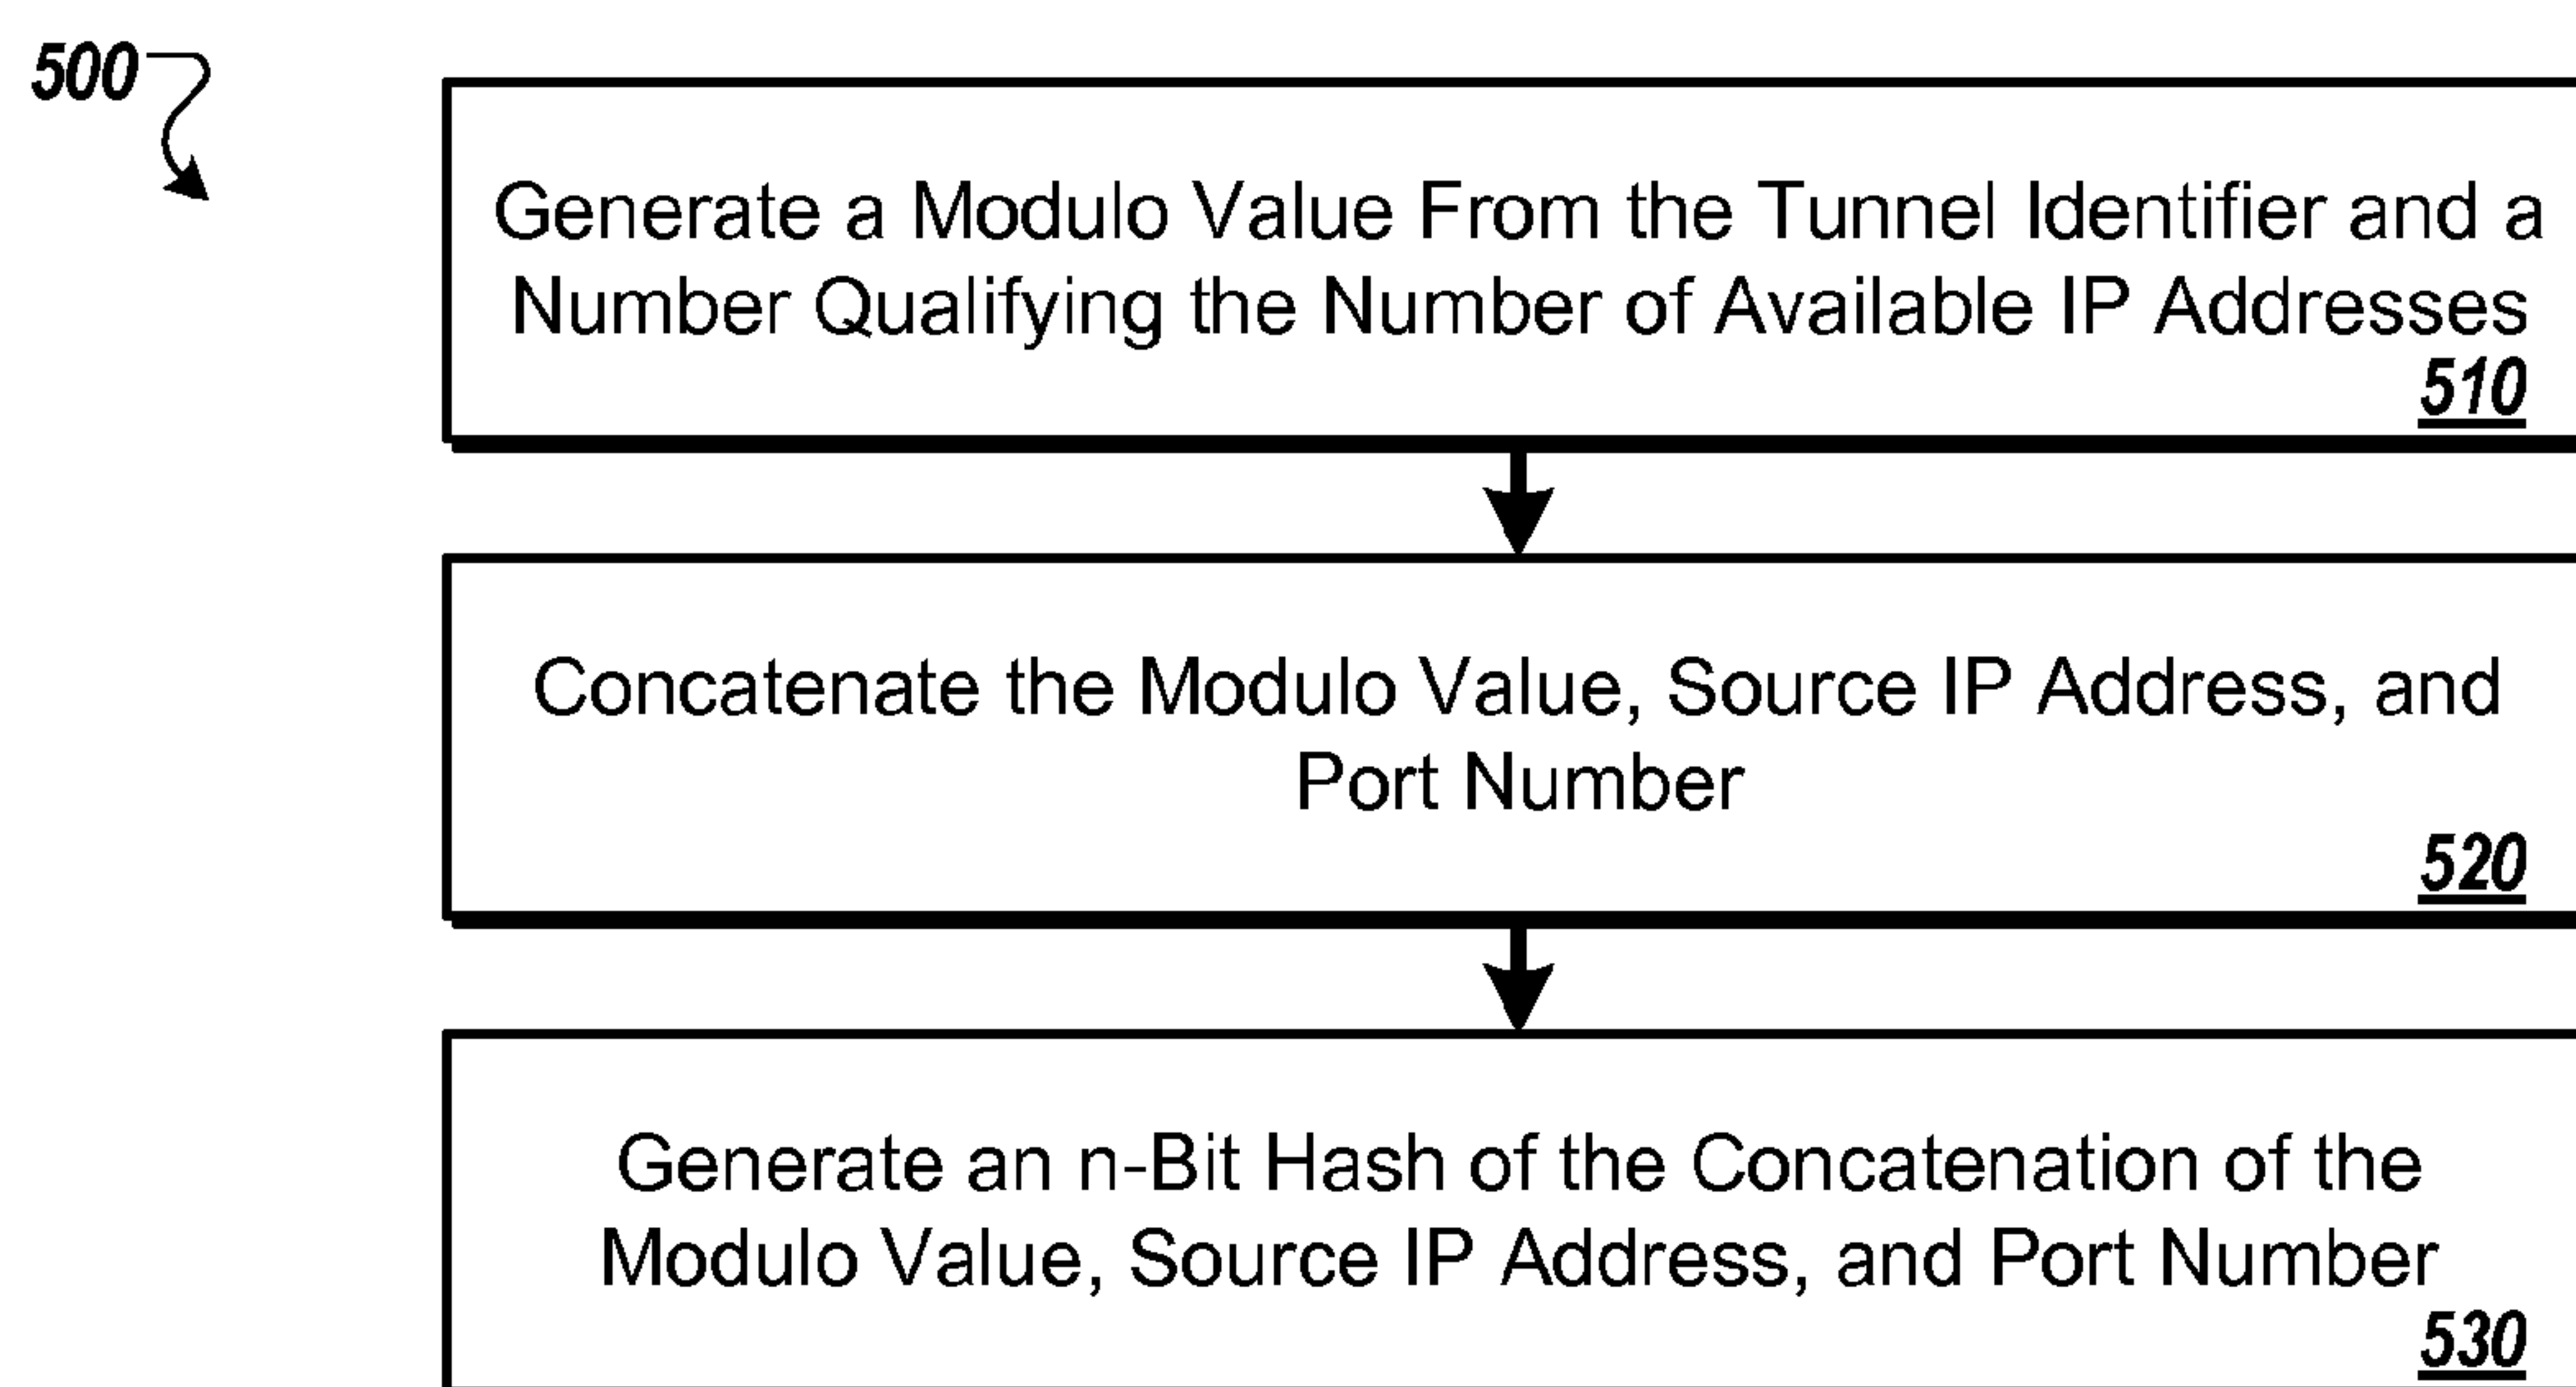 500
Generate a Modulo Value From the Tunnel Identifier and a
Number Qualifying the Number of Available IP Addresses
510
Concatenate the Modulo Value, Source IP Address, and
Port Number
520
Generate an n-Bit Hash of the Concatenation of the
Modulo Value, Source IP Address, and Port Number
530